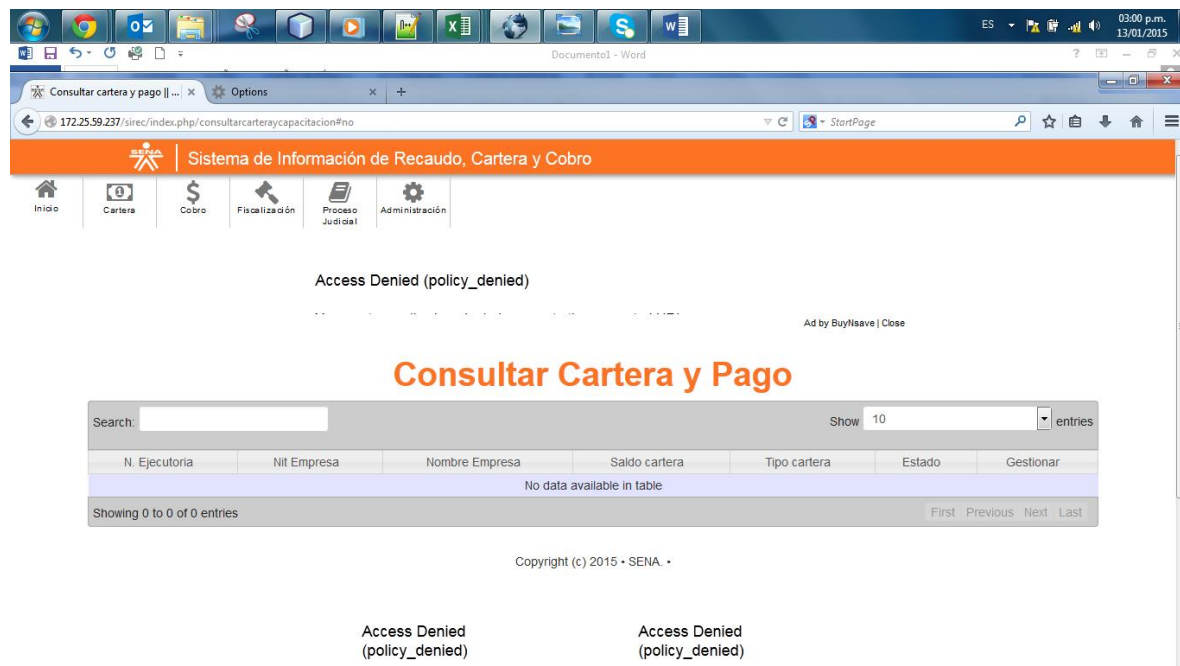 ES
03:00 p.m.
13/01/2015
Documento1 - Word
Consultar cartera y pago || ...
Options
172.25.59.237/sirec/index.php/consultarcarteraycapacitacion#no
StartPage
SENA
Sistema de Información de Recaudo, Cartera y Cobro
Inicio
Cartera
Cobro
Fiscalización
Proceso
Judicial
Administración
Access Denied (policy_denied)
Ad by BuyNsave | Close
Consultar Cartera y Pago
Search:
Show 10 entries
N. Ejecutoria Nit Empresa Nombre Empresa Saldo cartera Tipo cartera Estado Gestionar
No data available in table
Showing 0 to 0 of 0 entries
First Previous Next Last
Copyright (c) 2015 • SENA. •
Access Denied
(policy_denied)
Access Denied
(policy_denied)